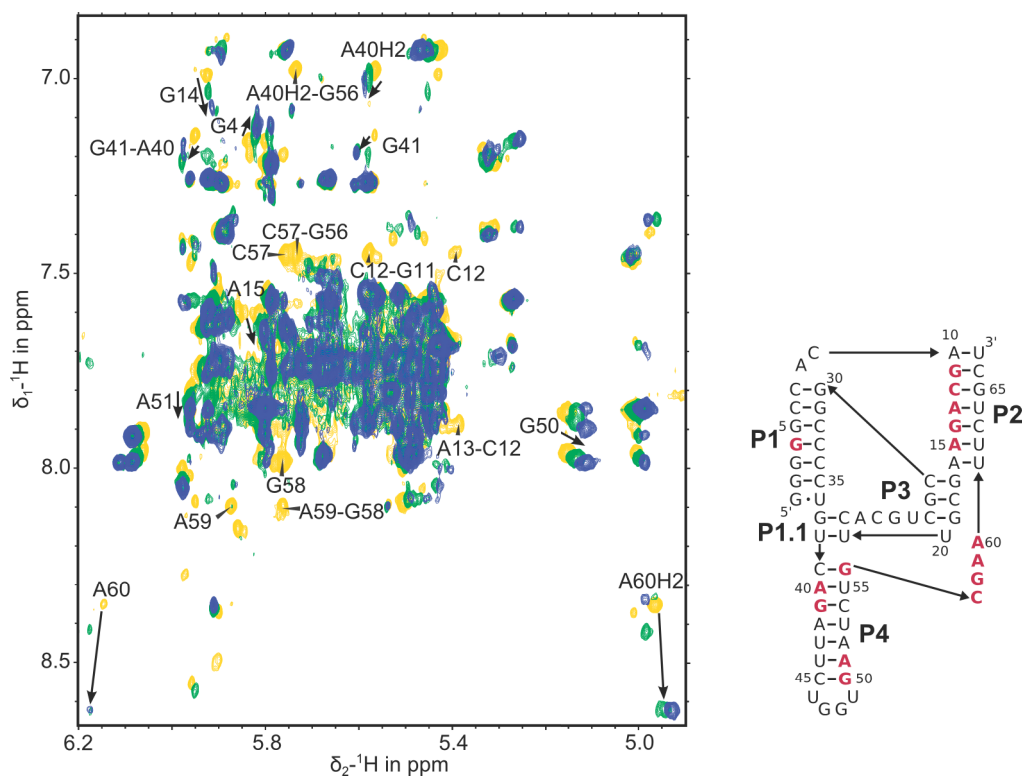 7.0
7.5
8.0
8.5
δ₁-¹H in ppm
6.2
5.8
5.4
5.0
δ₂-¹H in ppm
A40H2
G14
A40H2-G56
G4
G41-A40
G41
C57-G56
C57
C12-G11
C12
A15
A51
G50
A13-C12
G58
A59
A59-G58
A60
A60H2
10
C
A
U
3'
A
C
G
C
C
G
30
C
G
65
C
G
A
G
P2
5
C
C
G
U
P1
G
C
G
C
15
A
U
G
C
A
U
G
C
35
P3
C
G
G
U
G
C
5'
G
C
A
C
G
U
C
G
P1.1
U
U
U
20
A
60
C
G
A
40
A
U
55
G
G
C
C
A
U
P4
U
A
U
A
45
C
G
50
U
U
G
G